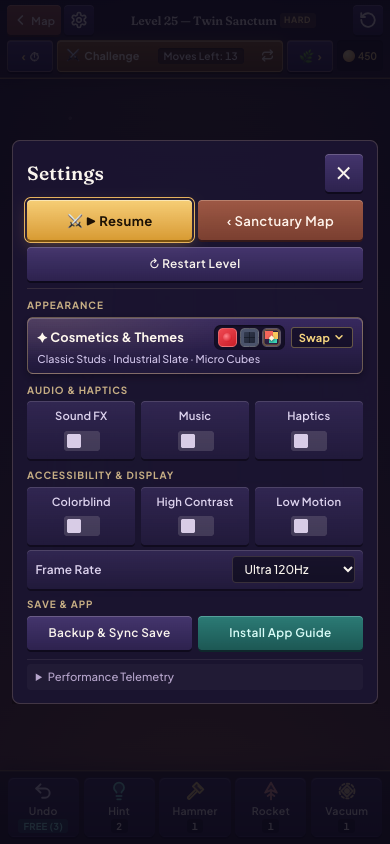 Map
Level 25 — Twin Sanctum HARD
Challenge Moves Left: 13
450
Settings
Resume
‹ Sanctuary Map
Restart Level
APPEARANCE
Cosmetics & Themes
Swap
Classic Studs · Industrial Slate · Micro Cubes
AUDIO & HAPTICS
Sound FX Music Haptics
ACCESSIBILITY & DISPLAY
Colorblind High Contrast Low Motion
Frame Rate Ultra 120Hz
SAVE & APP
Backup & Sync Save Install App Guide
Performance Telemetry
Undo Hint Hammer Rocket Vacuum
FREE (3) 2 1 1 1